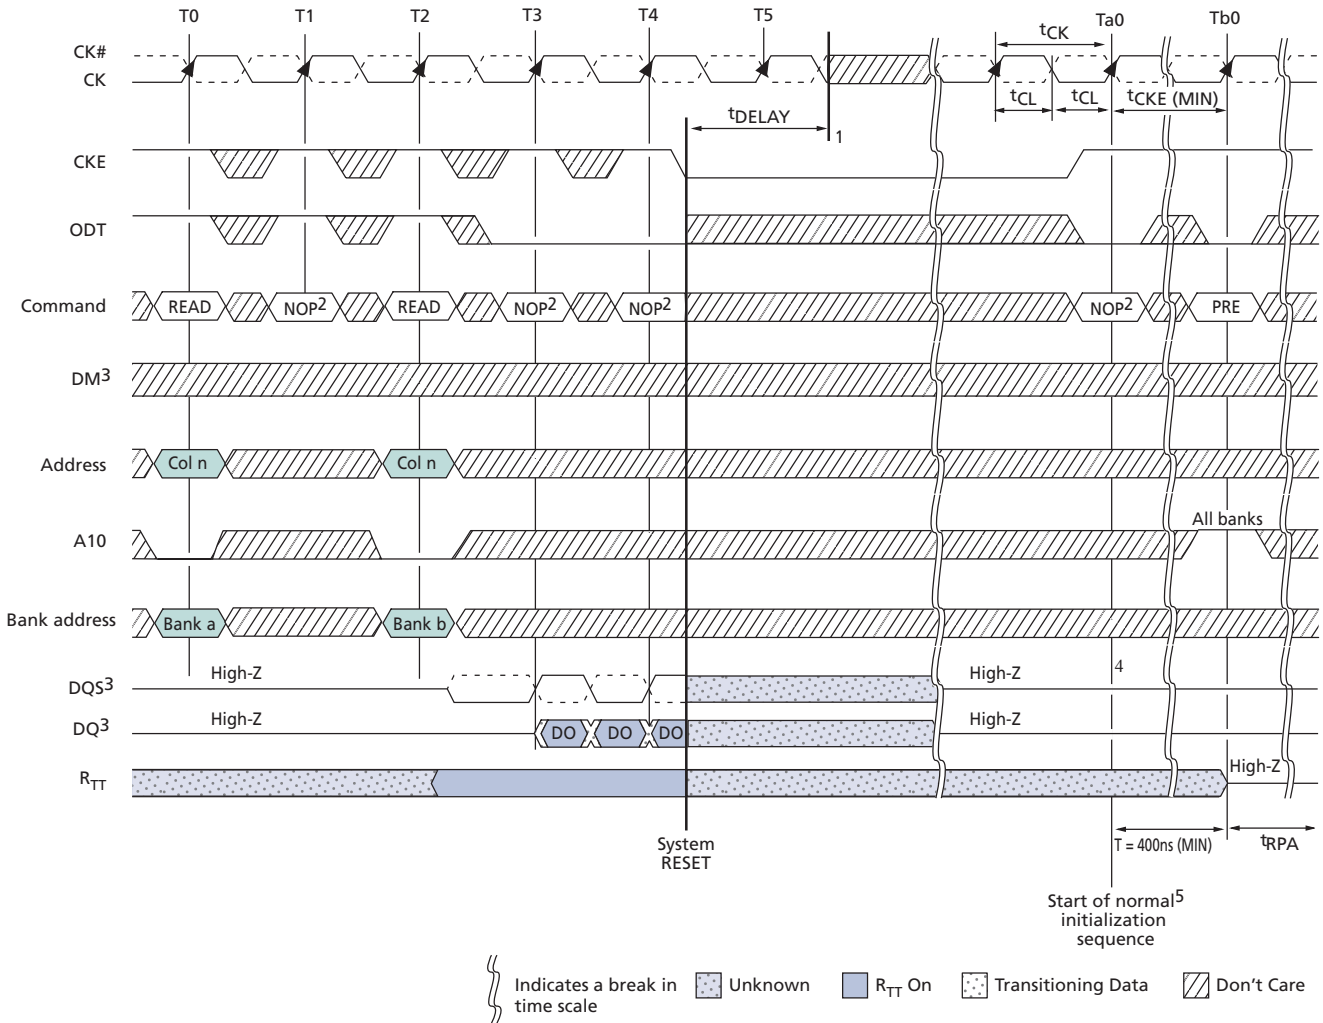 T0 T1 T2 T3 T4 T5 Ta0 Tb0
CK#
CK
tCK
tCL tCL tCKE (MIN)
tDELAY
1
CKE
ODT
Command READ NOP2 READ NOP2 NOP2 NOP2 PRE
DM3
Address Col n Col n
A10 All banks
Bank address Bank a Bank b
DQS3 High-Z High-Z 4
DQ3 High-Z DO DO DO High-Z
RTT High-Z
System
RESET
T = 400ns (MIN) tRPA
Start of normal5
initialization
sequence
Indicates a break in
time scale
Unknown
RTT On
Transitioning Data
Don't Care